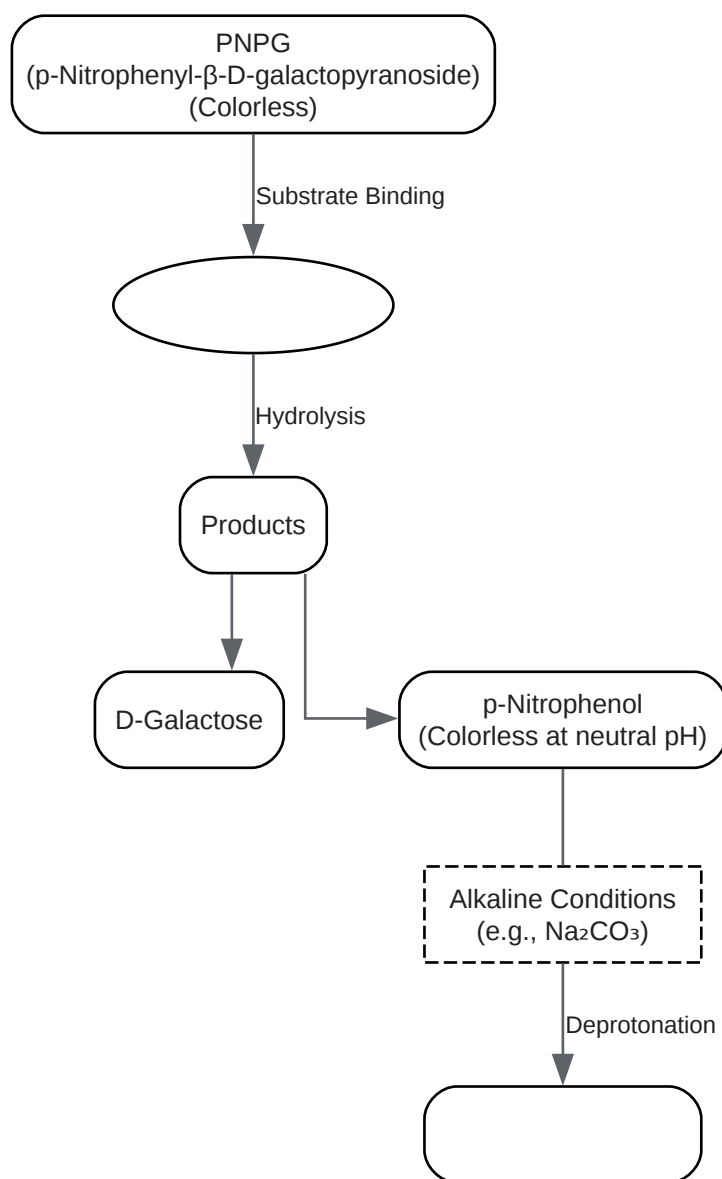 PNPG
(p-Nitrophenyl-β-D-galactopyranoside)
(Colorless)
Substrate Binding
Hydrolysis
Products
D-Galactose
p-Nitrophenol
(Colorless at neutral pH)
Alkaline Conditions
(e.g., Na₂CO₃)
Deprotonation